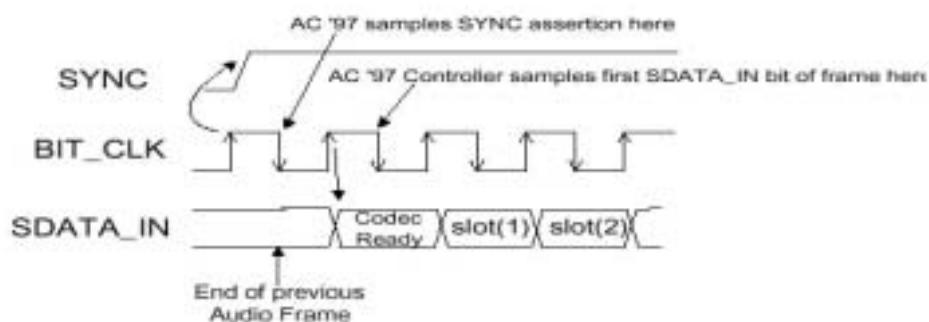 AC '97 samples SYNC assertion here
SYNC
AC '97 Controller samples first SDATA_IN bit of frame here
BIT_CLK
SDATA_IN
Codec
Ready
slot(1)
slot(2)
End of previous
Audio Frame